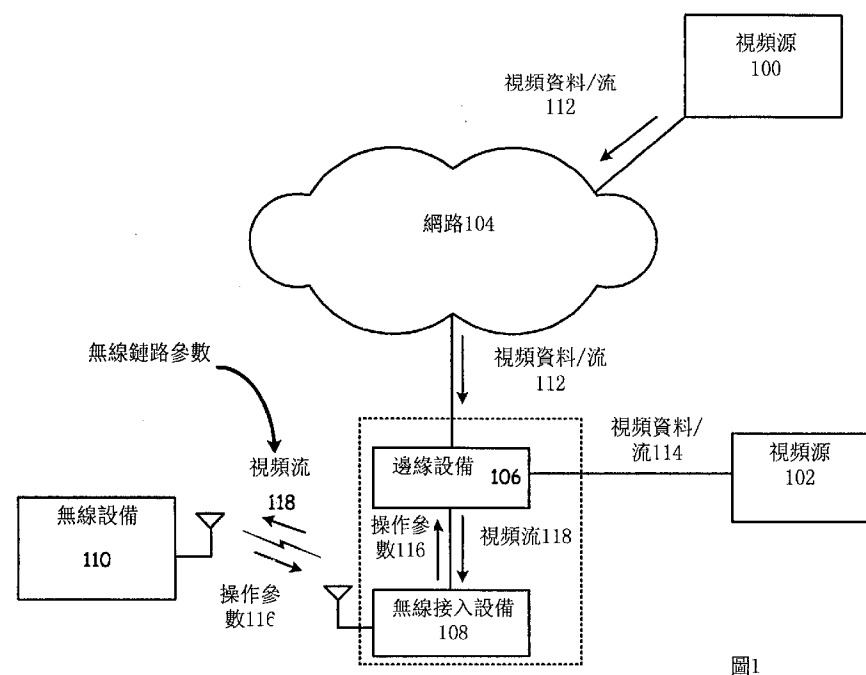 視頻源
100
視頻資料/流
112
網路104
無線鏈路參數
視頻資料/流
112
視頻資料/
流114
視頻源
102
邊緣設備 106
視頻流
118
操作參
數116
視頻流118
無線設備
110
操作參
數116
無線接入設備
108
圖1